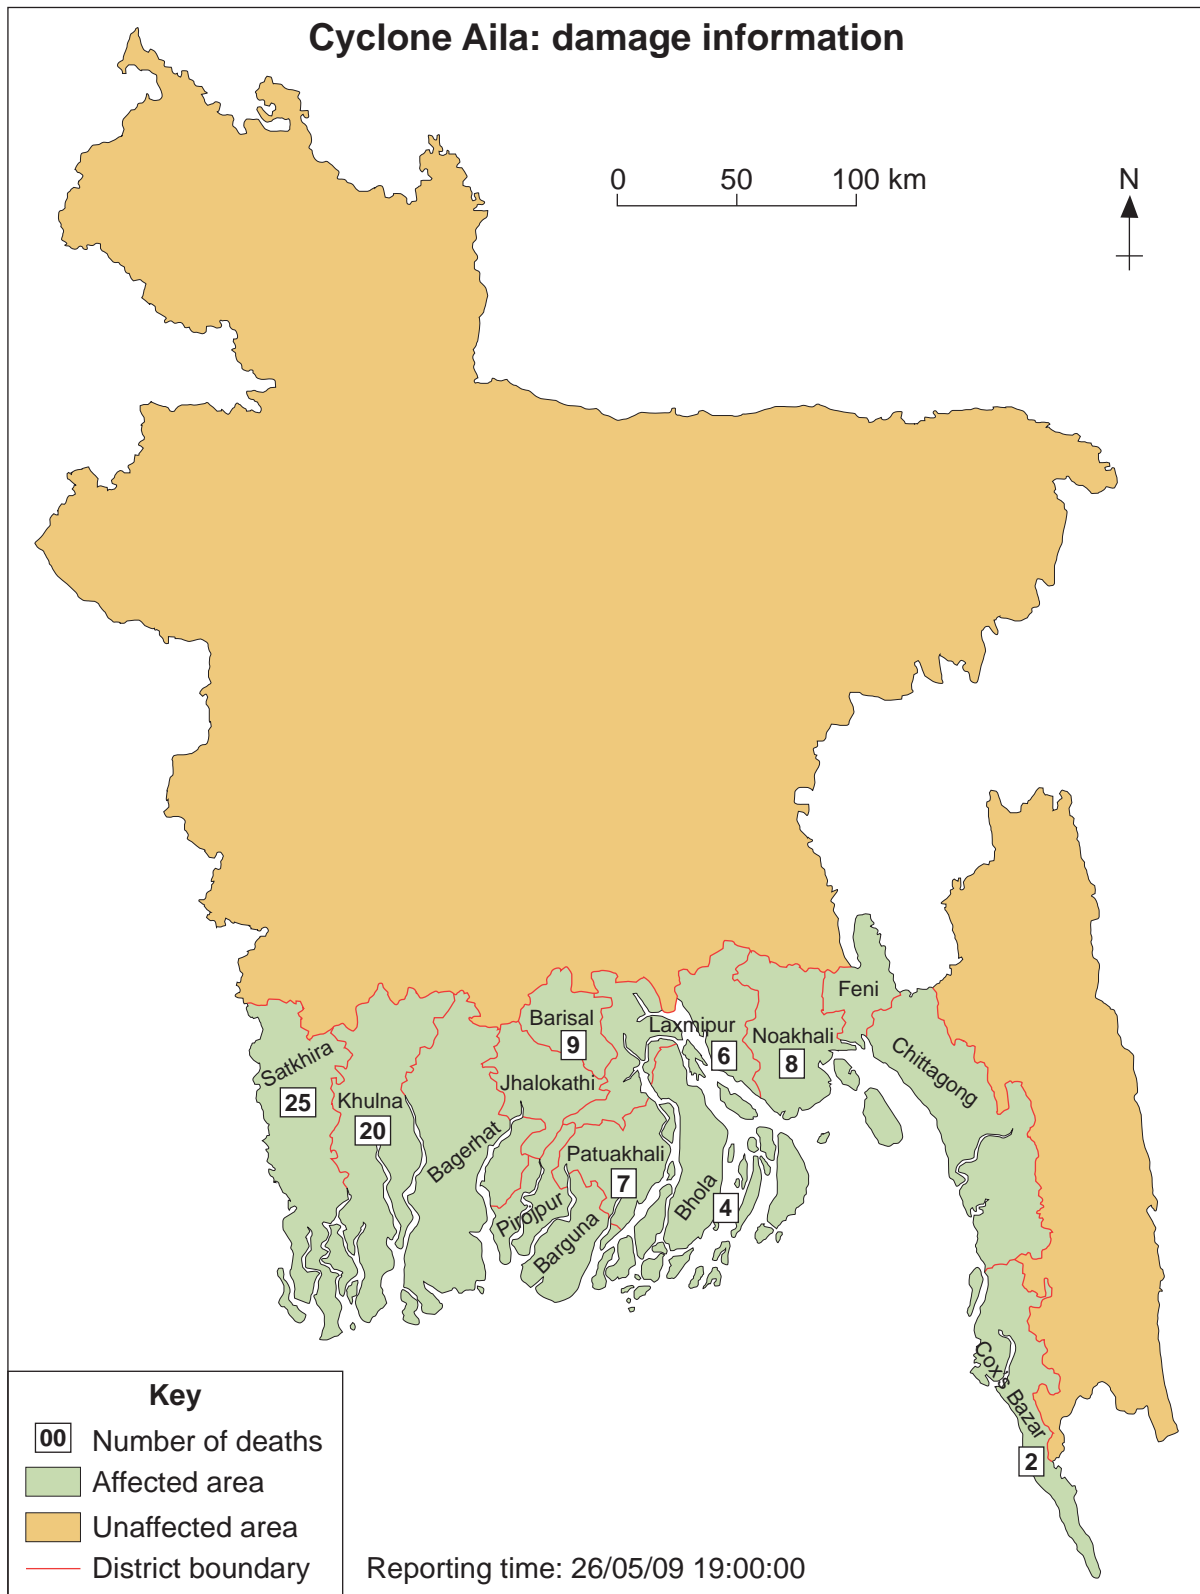 Cyclone Aila: damage information
0 50 100 km
N
Feni
Barisal
9
Laxmipur
6
Noakhali
8
Chittagong
Satkhira
25
Khulna
20
Jhalokathi
Bagerhat
Patuakhali
7
Pirojpur
Barguna
Bhola
4
Cox's Bazar
2
Key
00 Number of deaths
Affected area
Unaffected area
District boundary
Reporting time: 26/05/09 19:00:00